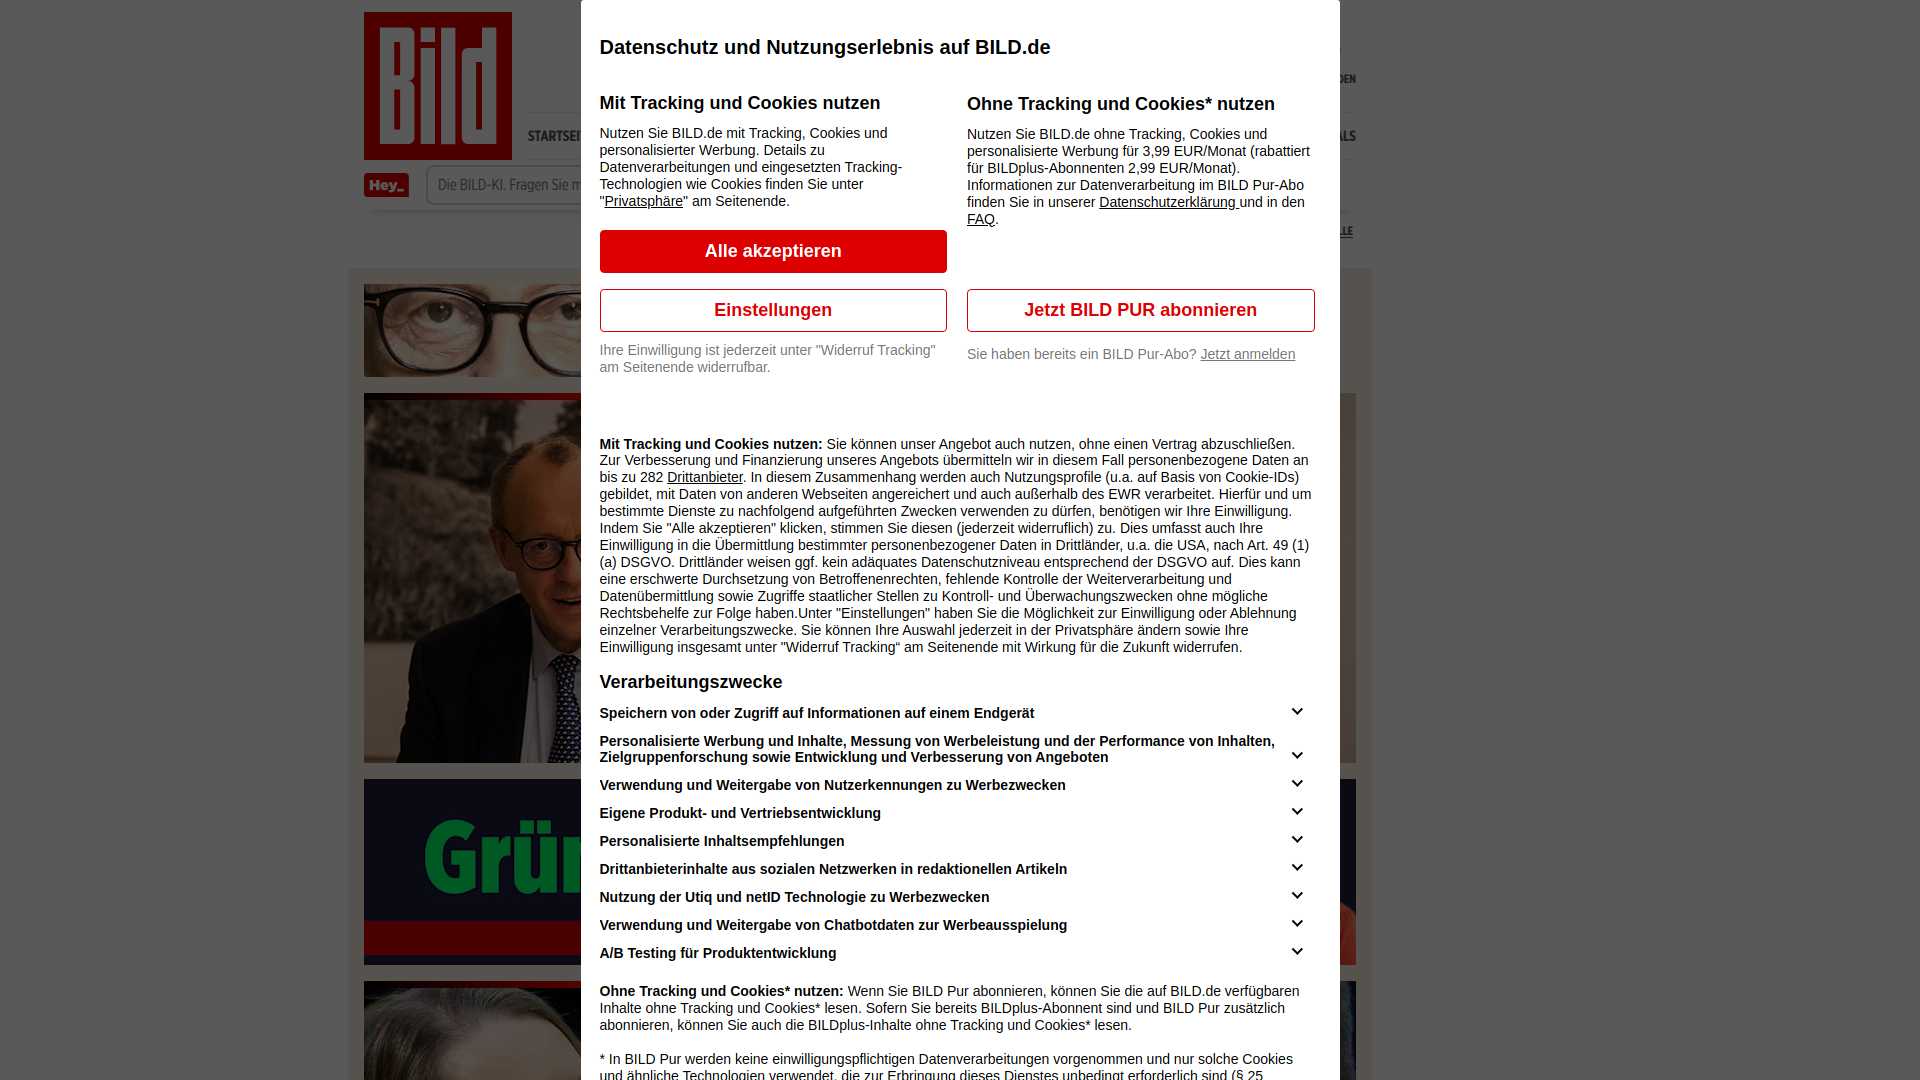 Bild
STARTSEI
Hey_
Die BILD-KI. Fragen Sie m
DEN
ALS
LLE
Grün
Datenschutz und Nutzungserlebnis auf BILD.de
Mit Tracking und Cookies nutzen
Nutzen Sie BILD.de mit Tracking, Cookies und
personalisierter Werbung. Details zu
Datenverarbeitungen und eingesetzten Tracking-
Technologien wie Cookies finden Sie unter
"Privatsphäre" am Seitenende.
Alle akzeptieren
Einstellungen
Ihre Einwilligung ist jederzeit unter "Widerruf Tracking"
am Seitenende widerrufbar.
Ohne Tracking und Cookies* nutzen
Nutzen Sie BILD.de ohne Tracking, Cookies und
personalisierte Werbung für 3,99 EUR/Monat (rabattiert
für BILDplus-Abonnenten 2,99 EUR/Monat).
Informationen zur Datenverarbeitung im BILD Pur-Abo
finden Sie in unserer Datenschutzerklärung und in den
FAQ.
Jetzt BILD PUR abonnieren
Sie haben bereits ein BILD Pur-Abo? Jetzt anmelden
Mit Tracking und Cookies nutzen: Sie können unser Angebot auch nutzen, ohne einen Vertrag abzuschließen.
Zur Verbesserung und Finanzierung unseres Angebots übermitteln wir in diesem Fall personenbezogene Daten an
bis zu 282 Drittanbieter. In diesem Zusammenhang werden auch Nutzungsprofile (u.a. auf Basis von Cookie-IDs)
gebildet, mit Daten von anderen Webseiten angereichert und auch außerhalb des EWR verarbeitet. Hierfür und um
bestimmte Dienste zu nachfolgend aufgeführten Zwecken verwenden zu dürfen, benötigen wir Ihre Einwilligung.
Indem Sie "Alle akzeptieren" klicken, stimmen Sie diesen (jederzeit widerruflich) zu. Dies umfasst auch Ihre
Einwilligung in die Übermittlung bestimmter personenbezogener Daten in Drittländer, u.a. die USA, nach Art. 49 (1)
(a) DSGVO. Drittländer weisen ggf. kein adäquates Datenschutzniveau entsprechend der DSGVO auf. Dies kann
eine erschwerte Durchsetzung von Betroffenenrechten, fehlende Kontrolle der Weiterverarbeitung und
Datenübermittlung sowie Zugriffe staatlicher Stellen zu Kontroll- und Überwachungszwecken ohne mögliche
Rechtsbehelfe zur Folge haben.Unter "Einstellungen" haben Sie die Möglichkeit zur Einwilligung oder Ablehnung
einzelner Verarbeitungszwecke. Sie können Ihre Auswahl jederzeit in der Privatsphäre ändern sowie Ihre
Einwilligung insgesamt unter "Widerruf Tracking“ am Seitenende mit Wirkung für die Zukunft widerrufen.
Verarbeitungszwecke
Speichern von oder Zugriff auf Informationen auf einem Endgerät
Personalisierte Werbung und Inhalte, Messung von Werbeleistung und der Performance von Inhalten,
Zielgruppenforschung sowie Entwicklung und Verbesserung von Angeboten
Verwendung und Weitergabe von Nutzerkennungen zu Werbezwecken
Eigene Produkt- und Vertriebsentwicklung
Personalisierte Inhaltsempfehlungen
Drittanbieterinhalte aus sozialen Netzwerken in redaktionellen Artikeln
Nutzung der Utiq und netID Technologie zu Werbezwecken
Verwendung und Weitergabe von Chatbotdaten zur Werbeausspielung
A/B Testing für Produktentwicklung
Ohne Tracking und Cookies* nutzen: Wenn Sie BILD Pur abonnieren, können Sie die auf BILD.de verfügbaren
Inhalte ohne Tracking und Cookies* lesen. Sofern Sie bereits BILDplus-Abonnent sind und BILD Pur zusätzlich
abonnieren, können Sie auch die BILDplus-Inhalte ohne Tracking und Cookies* lesen.
* In BILD Pur werden keine einwilligungspflichtigen Datenverarbeitungen vorgenommen und nur solche Cookies
und ähnliche Technologien verwendet, die zur Erbringung dieses Dienstes unbedingt erforderlich sind (§ 25